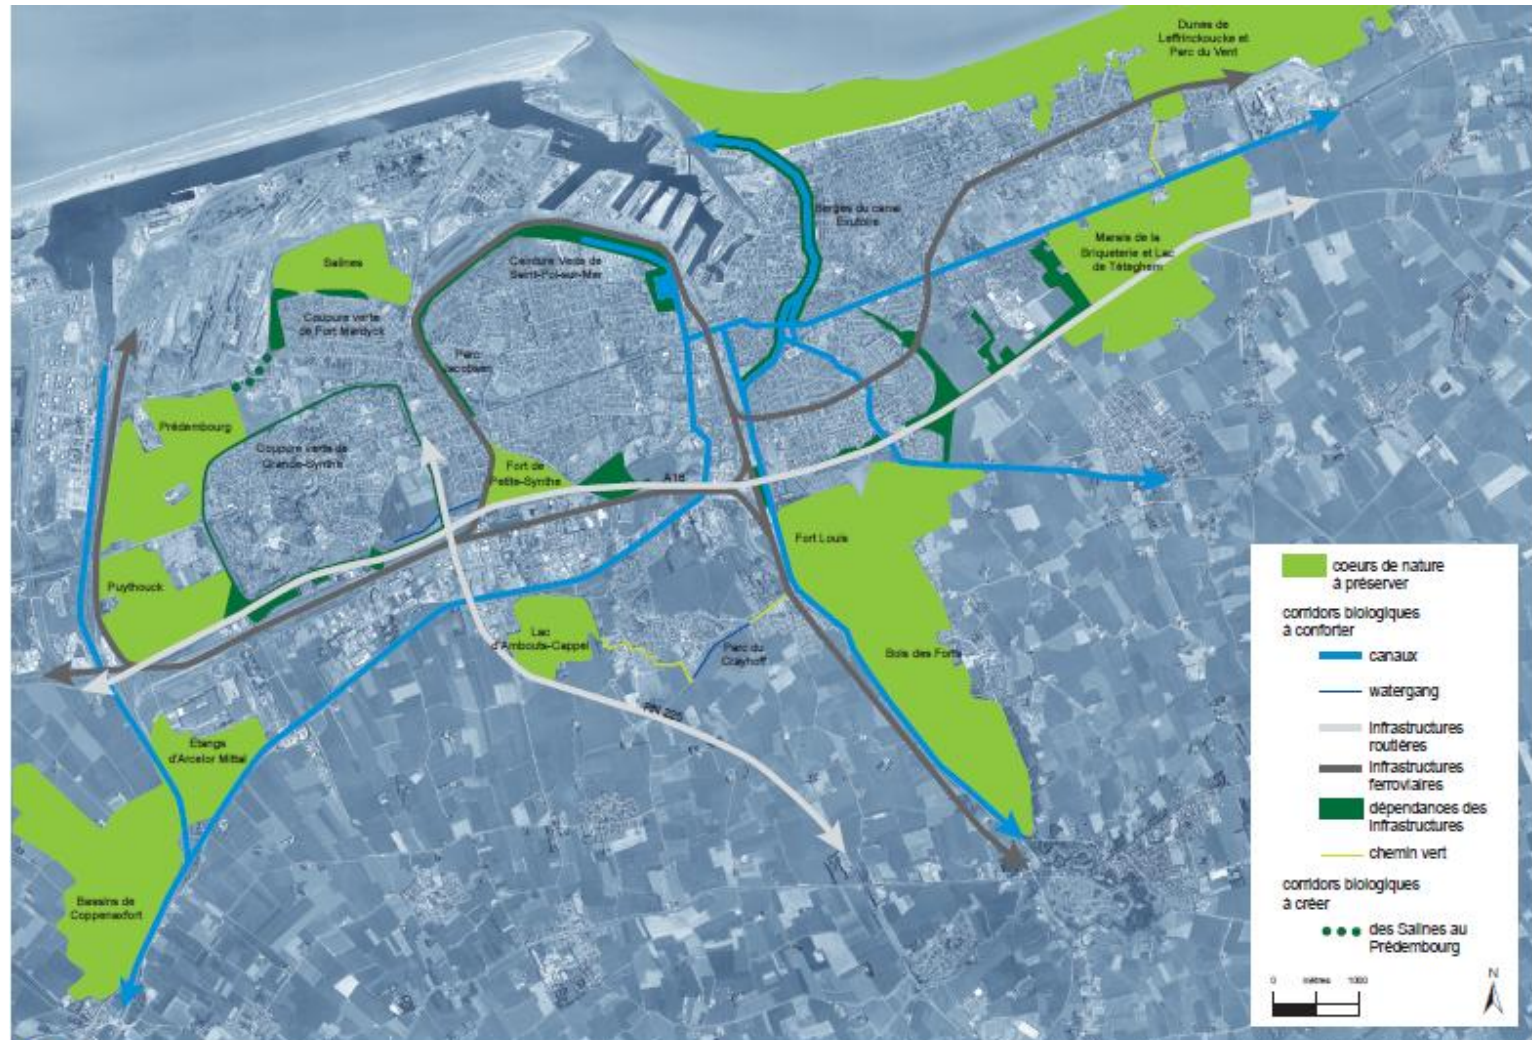 Dunes de
Leffrinckoucke et
Parc du Vent
Berges du canal
Exutoire
Marais de la
Briqueterie et Lac
de Téteghem
Salines
Ceinture Verte de
Saint-Pol-sur-Mer
Coupure verte
de Fort Mardyck
Parc
Jacobsen
Prédembourg
Coupure verte de
Grande-Synthe
Fort de
Petite-Synthe
A16
Fort Louis
Puythouck
Lac
d'Armbouts-Cappel
Parc du
Bois des Forts
RN 225
Étangs
d'Arcelor Mittal
Bassins de
Coppenaxfort
coeurs de nature
à préserver
corridors biologiques
à conforter
canaux
watergang
infrastructures
routières
infrastructures
ferroviaires
dépendances des
infrastructures
chemin vert
corridors biologiques
à créer
des Salines au
Prédembourg
0 mètres 1000
N